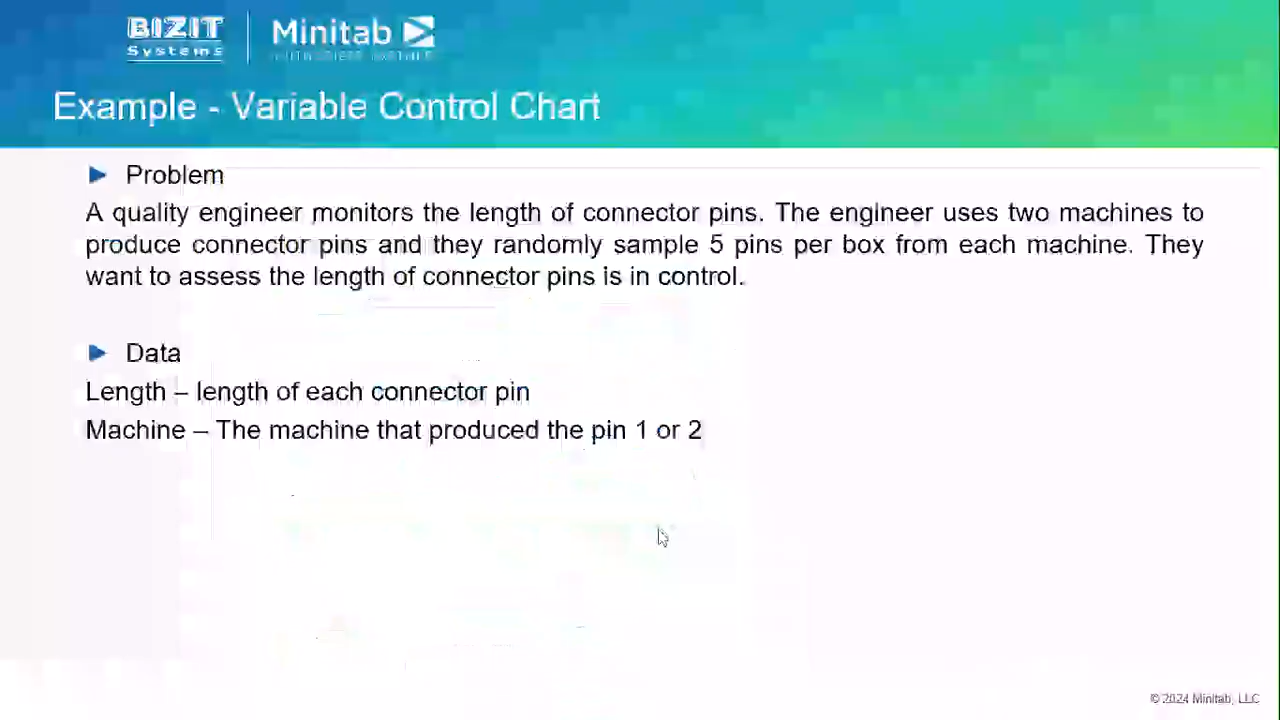 BIZIT
Systems
Minitab
Example - Variable Control Chart
Problem
A quality engineer monitors the length of connector pins. The engineer uses two machines to
produce connector pins and they randomly sample 5 pins per box from each machine. They
want to assess the length of connector pins is in control.
Data
Length – length of each connector pin
Machine – The machine that produced the pin 1 or 2
© 2024 Minitab, LLC